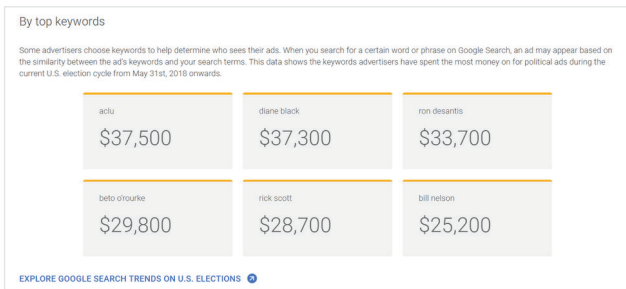 By top keywords
Some advertisers choose keywords to help determine who sees their ads. When you search for a certain word or phrase on Google Search, an ad may appear based on
the similarity between the ad's keywords and your search terms. This data shows the keywords advertisers have spent the most money on for political ads during the
current U.S. election cycle from May 31st, 2018 onwards.
aclu
$37,500
diane black
$37,300
ron desantis
$33,700
beto o'rourke
$29,800
rick scott
$28,700
bill nelson
$25,200
EXPLORE GOOGLE SEARCH TRENDS ON U.S. ELECTIONS